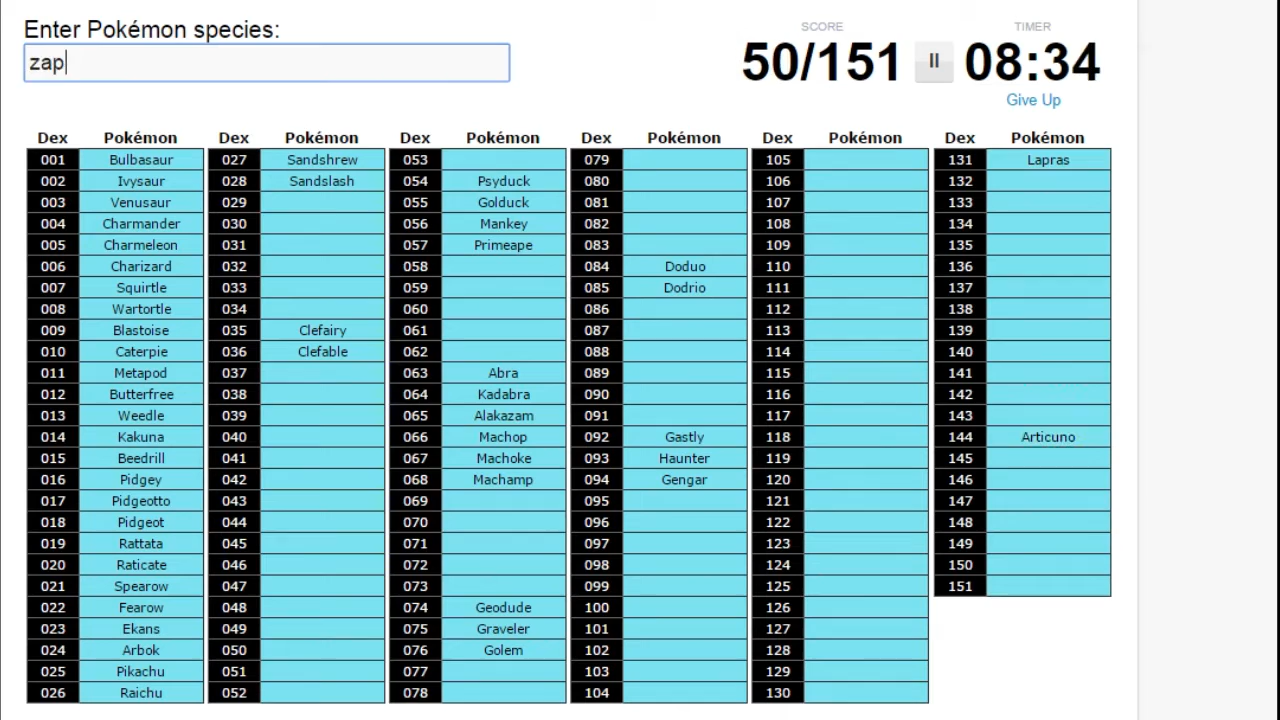 Enter Pokémon species:
SCORE
TIMER
zap
50/151
II
08:34
Give Up
Dex Pokémon Dex Pokémon Dex Pokémon Dex Pokémon Dex Pokémon Dex Pokémon
001 Bulbasaur 027 Sandshrew 053 079 105 131 Lapras
002 Ivysaur 028 Sandslash 054 Psyduck 080 106 132
003 Venusaur 029 055 Golduck 081 107 133
004 Charmander 030 056 Mankey 082 108 134
005 Charmeleon 031 057 Primeape 083 109 135
006 Charizard 032 058 084 Doduo 110 136
007 Squirtle 033 059 085 Dodrio 111 137
008 Wartortle 034 060 086 112 138
009 Blastoise 035 Clefairy 061 087 113 139
010 Caterpie 036 Clefable 062 088 114 140
011 Metapod 037 063 Abra 089 115 141
012 Butterfree 038 064 Kadabra 090 116 142
013 Weedle 039 065 Alakazam 091 117 143
014 Kakuna 040 066 Machop 092 Gastly 118 144 Articuno
015 Beedrill 041 067 Machoke 093 Haunter 119 145
016 Pidgey 042 068 Machamp 094 Gengar 120 146
017 Pidgeotto 043 069 095 121 147
018 Pidgeot 044 070 096 122 148
019 Rattata 045 071 097 123 149
020 Raticate 046 072 098 124 150
021 Spearow 047 073 099 125 151
022 Fearow 048 074 Geodude 100 126
023 Ekans 049 075 Graveler 101 127
024 Arbok 050 076 Golem 102 128
025 Pikachu 051 077 103 129
026 Raichu 052 078 104 130